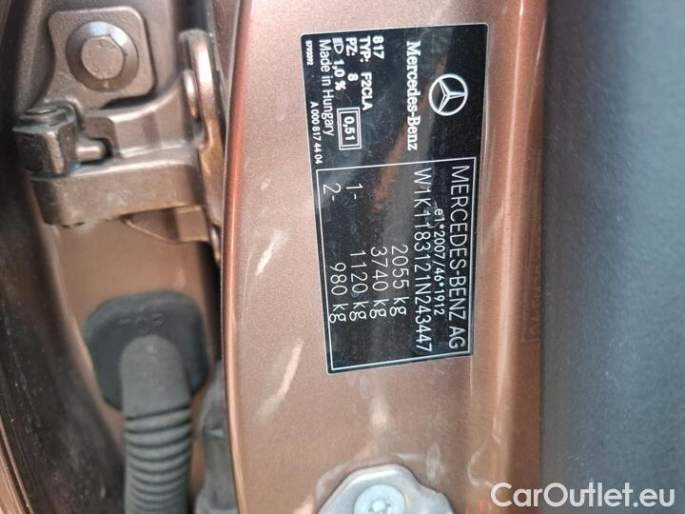 Mercedes-Benz
817
TYP: F2CLA
PZ: 8
1,0 %
0,51
Made in Hungary
A 000 817 44 04
MERCEDES-BENZ AG
e1*2007/46*1912
W1K1183121N243447
2055 kg
3740 kg
1- 1120 kg
2- 980 kg
CarOutlet.eu